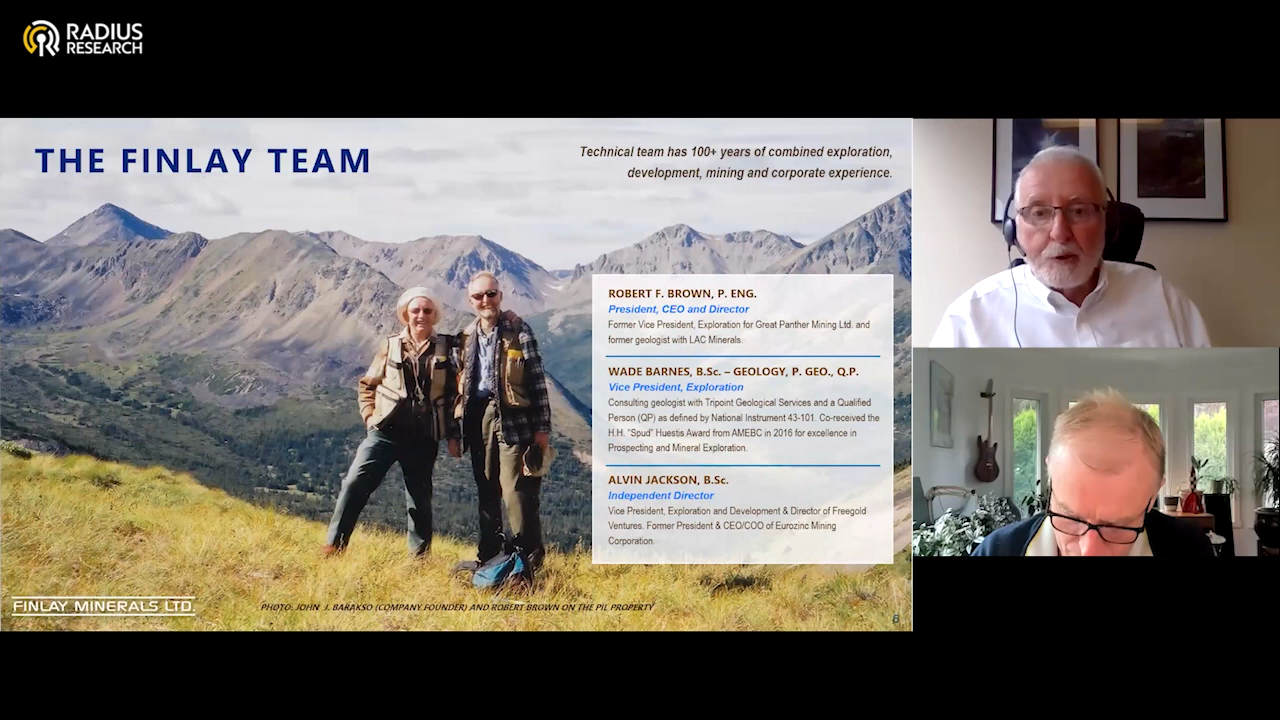 RADIUS
RESEARCH
THE FINLAY TEAM
Technical team has 100+ years of combined exploration,
development, mining and corporate experience.
ROBERT F. BROWN, P. ENG.
President, CEO and Director
Former Vice President, Exploration for Great Panther Mining Ltd. and
former geologist with LAC Minerals.
WADE BARNES, B.Sc. – GEOLOGY, P. GEO., Q.P.
Vice President, Exploration
Consulting geologist with Tripoint Geological Services and a Qualified
Person (QP) as defined by National Instrument 43-101. Co-received the
H.H. "Spud" Huestis Award from AMEBC in 2016 for excellence in
Prospecting and Mineral Exploration.
ALVIN JACKSON, B.Sc.
Independent Director
Vice President, Exploration and Development & Director of Freegold
Ventures. Former President & CEO/COO of Eurozinc Mining
Corporation.
FINLAY MINERALS LTD.
PHOTO: JOHN J. BARAKSO (COMPANY FOUNDER) AND ROBERT BROWN ON THE PIL PROPERTY
6